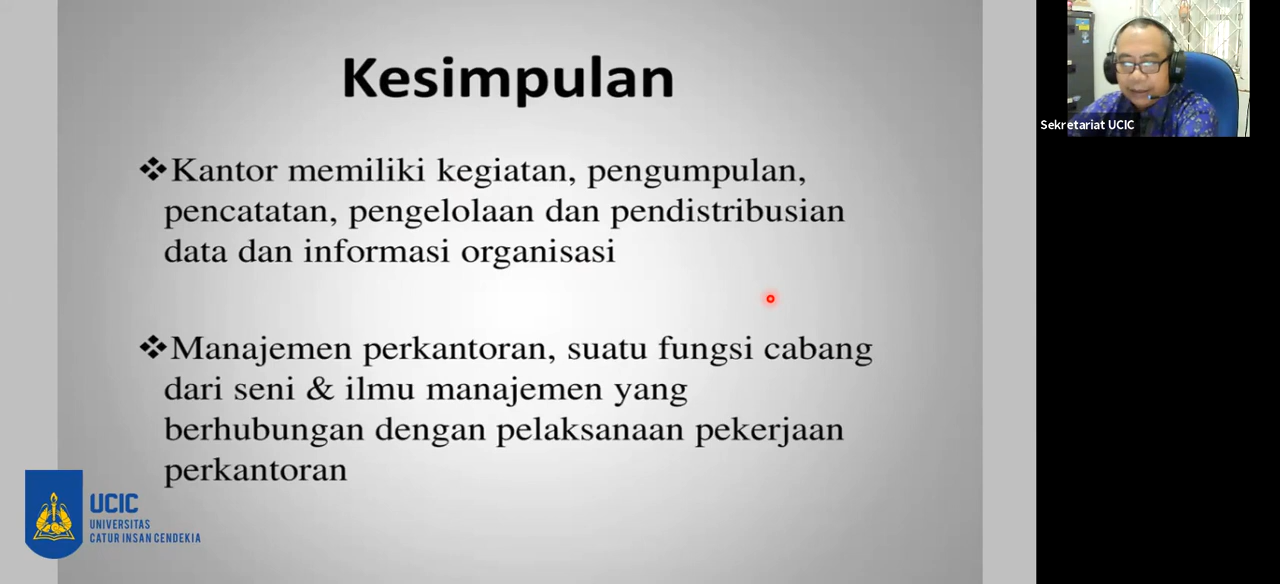 Kesimpulan
❖Kantor memiliki kegiatan, pengumpulan,
pencatatan, pengelolaan dan pendistribusian
data dan informasi organisasi
❖Manajemen perkantoran, suatu fungsi cabang
dari seni & ilmu manajemen yang
berhubungan dengan pelaksanaan pekerjaan
perkantoran
UCIC
UNIVERSITAS
CATUR INSAN CENDEKIA
Sekretariat UCIC